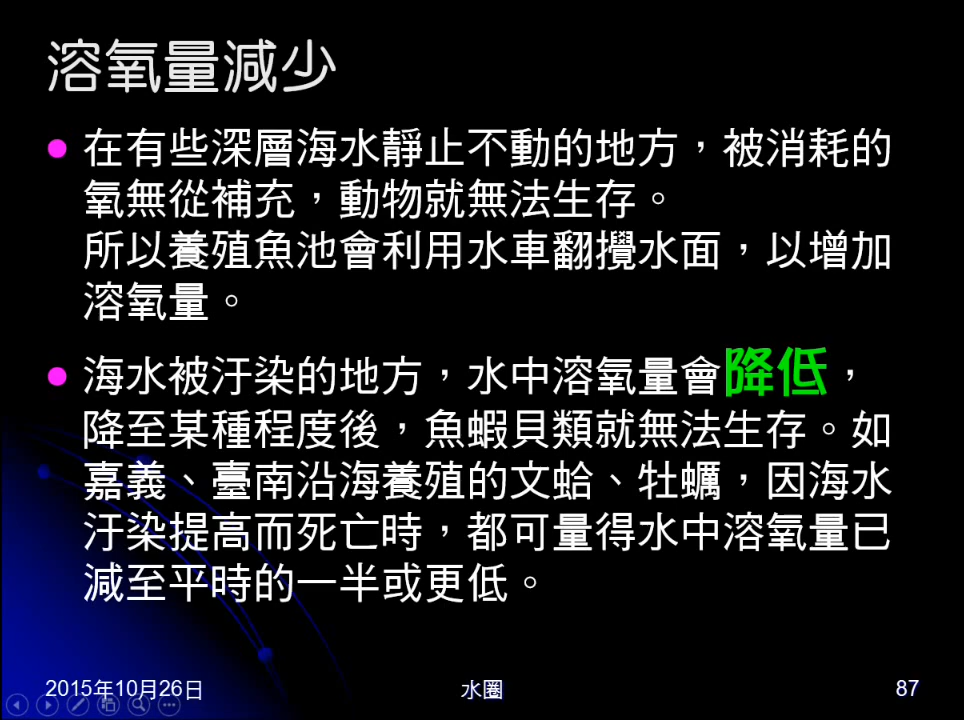 溶氧量減少
在有些深層海水靜止不動的地方，被消耗的
氧無從補充，動物就無法生存。
所以養殖魚池會利用水車翻攪水面，以增加
溶氧量。
海水被汙染的地方，水中溶氧量會降低，
降至某種程度後，魚蝦貝類就無法生存。如
嘉義、臺南沿海養殖的文蛤、牡蠣，因海水
汙染提高而死亡時，都可量得水中溶氧量已
減至平時的一半或更低。
2015年10月26日
水圈
87